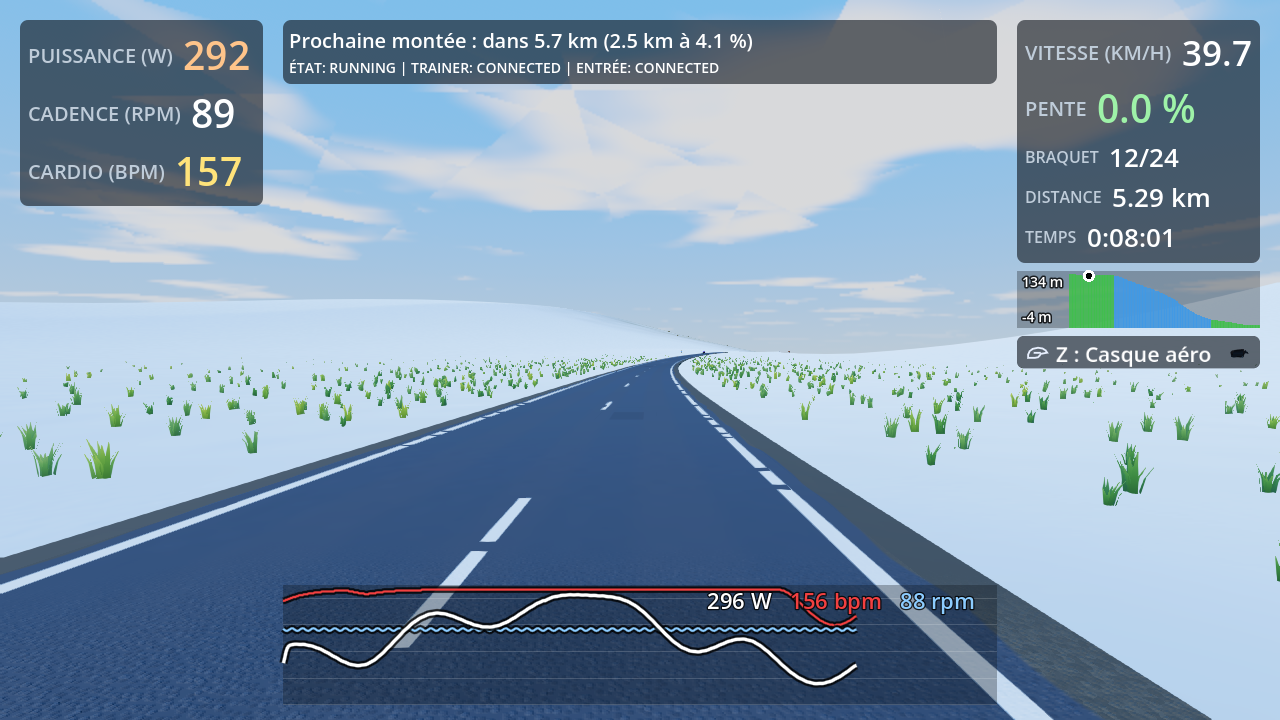 PUISSANCE (W) 292
CADENCE (RPM) 89
CARDIO (BPM) 157
Prochaine montée : dans 5.7 km (2.5 km à 4.1 %)
ÉTAT: RUNNING | TRAINER: CONNECTED | ENTRÉE: CONNECTED
VITESSE (KM/H) 39.7
PENTE 0.0 %
BRAQUET 12/24
DISTANCE 5.29 km
TEMPS 0:08:01
134 m
-4 m
Z : Casque aéro
296 W 156 bpm 88 rpm